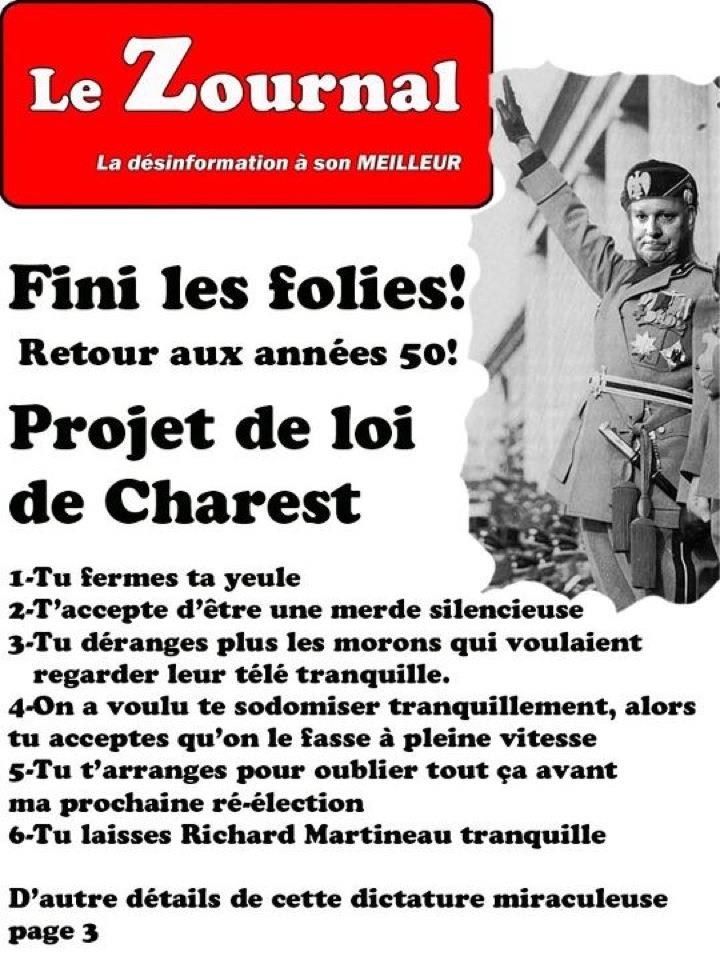 Le Zournal
La désinformation à son MEILLEUR
Fini les folies!
Retour aux années 50!
Projet de loi
de Charest
1-Tu fermes ta yeule
2-T'accepte d'être une merde silencieuse
3-Tu déranges plus les morons qui voulaient
regarder leur télé tranquille.
4-On a voulu te sodomiser tranquillement, alors
tu acceptes qu'on le fasse à pleine vitesse
5-Tu t'arranges pour oublier tout ça avant
ma prochaine ré-élection
6-Tu laisses Richard Martineau tranquille
D'autre détails de cette dictature miraculeuse
page 3